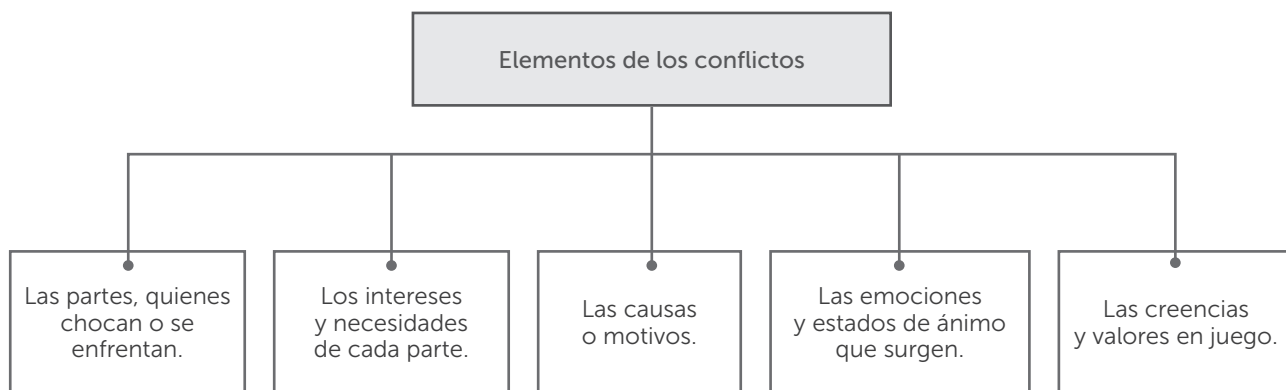 Elementos de los conflictos
Las partes, quienes
chocan o se
enfrentan.
Los intereses
y necesidades
de cada parte.
Las causas
o motivos.
Las emociones
y estados de ánimo
que surgen.
Las creencias
y valores en juego.